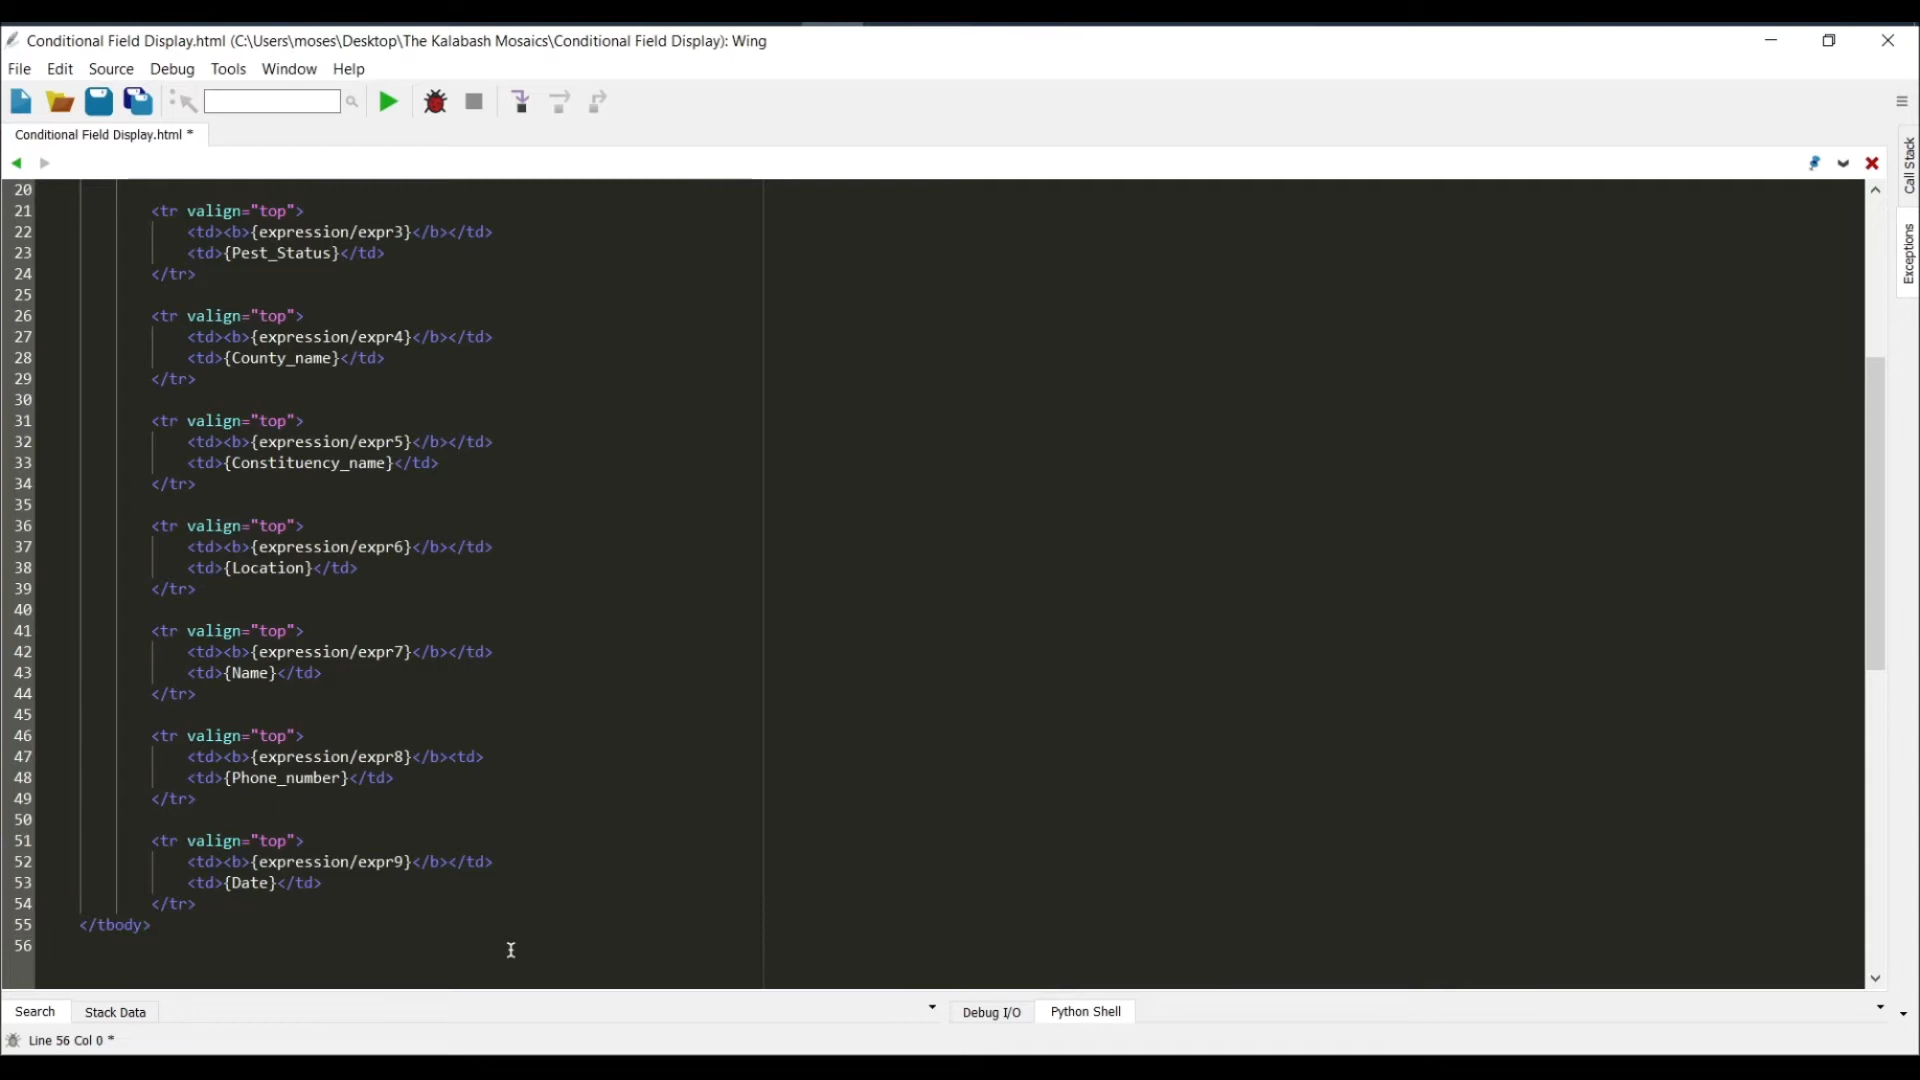 Conditional Field Display.html (C:\Users\moses\Desktop\The Kalabash Mosaics\Conditional Field Display): Wing
File Edit Source Debug Tools Window Help
Conditional Field Display.html *
Call Stack
Exceptions
20
21 <tr valign="top">
22 <td><b>{expression/expr3}</b></td>
23 <td>{Pest_Status}</td>
24 </tr>
25
26 <tr valign="top">
27 <td><b>{expression/expr4}</b></td>
28 <td>{County_name}</td>
29 </tr>
30
31 <tr valign="top">
32 <td><b>{expression/expr5}</b></td>
33 <td>{Constituency_name}</td>
34 </tr>
35
36 <tr valign="top">
37 <td><b>{expression/expr6}</b></td>
38 <td>{Location}</td>
39 </tr>
40
41 <tr valign="top">
42 <td><b>{expression/expr7}</b></td>
43 <td>{Name}</td>
44 </tr>
45
46 <tr valign="top">
47 <td><b>{expression/expr8}</b><td>
48 <td>{Phone_number}</td>
49 </tr>
50
51 <tr valign="top">
52 <td><b>{expression/expr9}</b></td>
53 <td>{Date}</td>
54 </tr>
55 </tbody>
56
Search Stack Data Debug I/O Python Shell
Line 56 Col 0 *